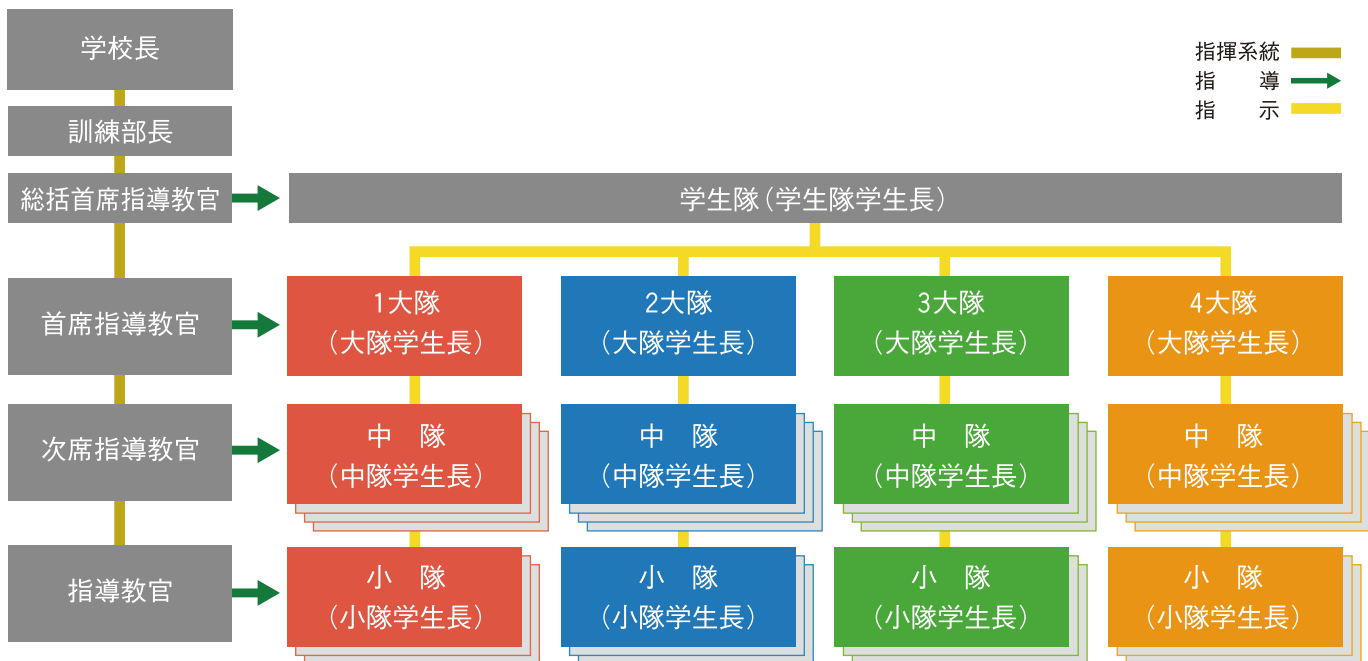 学校長
指揮系統
指　導
指　示
訓練部長
総括首席指導教官
学生隊（学生隊学生長）
首席指導教官
1大隊
（大隊学生長）
2大隊
（大隊学生長）
3大隊
（大隊学生長）
4大隊
（大隊学生長）
次席指導教官
中　隊
（中隊学生長）
中　隊
（中隊学生長）
中　隊
（中隊学生長）
中　隊
（中隊学生長）
指導教官
小　隊
（小隊学生長）
小　隊
（小隊学生長）
小　隊
（小隊学生長）
小　隊
（小隊学生長）